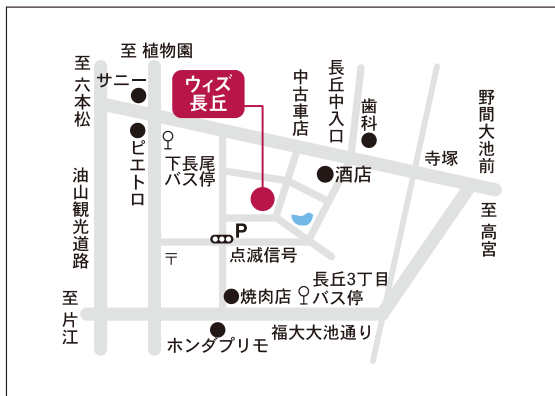 至 植物園
至 六本松
サニー
ウィズ
長丘
中古車店
長丘中入口
歯科
野間大池前
ピエトロ
下長尾
バス停
寺塚
酒店
油山観光道路
至 高宮
P
点滅信号
〒
長丘3丁目
バス停
焼肉店
至 片江
福大大池通り
ホンダプリモ